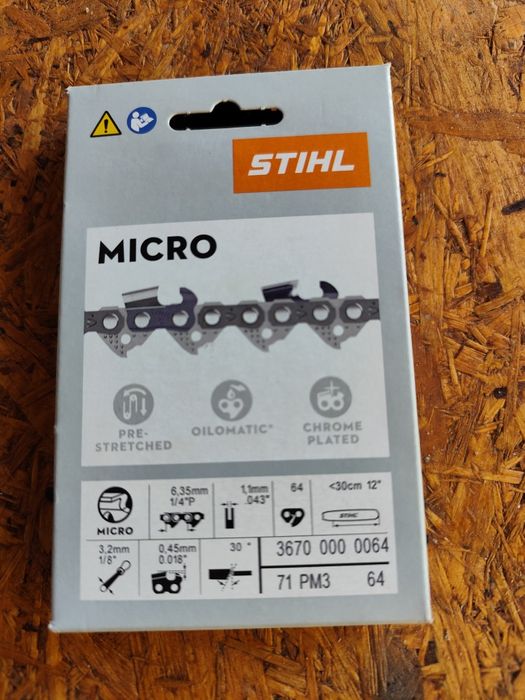 STIHL
MICRO
PRE-
STRETCHED
OILOMATIC®
CHROME
PLATED
MICRO
6,35mm
1/4"P
1,1mm
.043"
64
<30cm 12"
STIHL
3,2mm
1/8"
0,45mm
0.018"
30 °
3670 000 0064
71 PM3 64